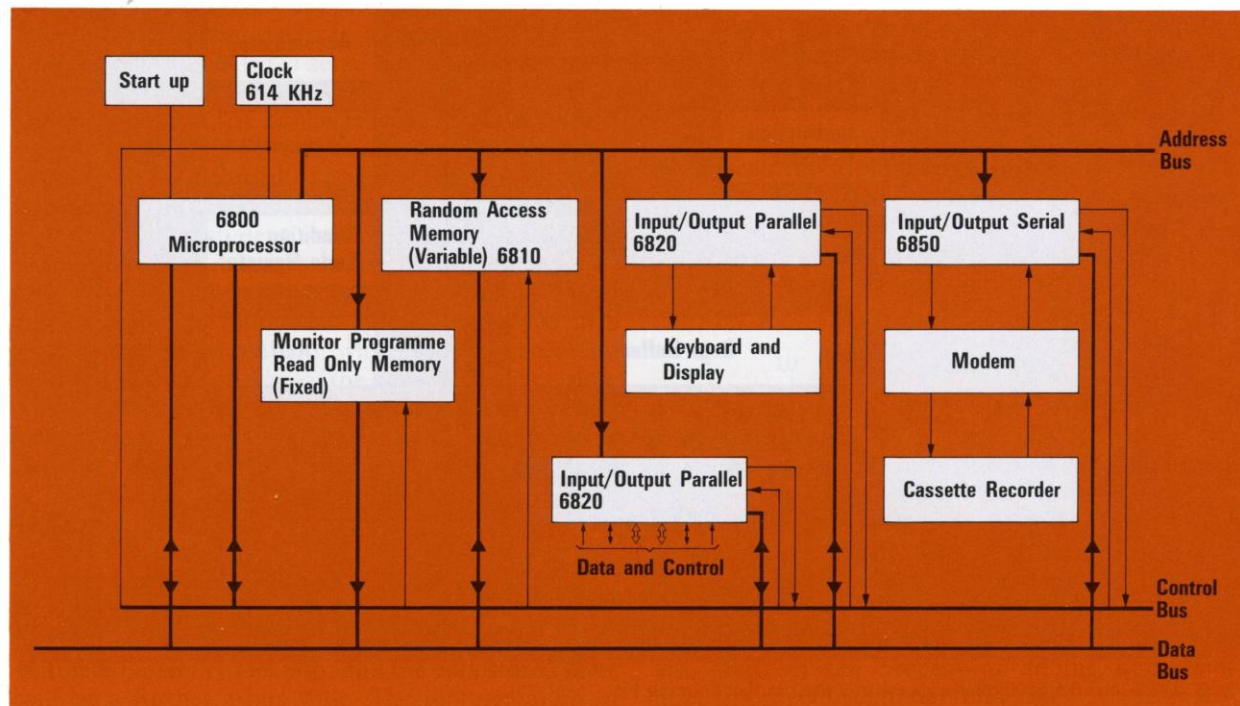 Start up
Clock
614 KHz
Address
Bus
6800
Microprocessor
Random Access
Memory
(Variable) 6810
Input/Output Parallel
6820
Input/Output Serial
6850
Monitor Programme
Read Only Memory
(Fixed)
Keyboard and
Display
Modem
Input/Output Parallel
6820
Cassette Recorder
Data and Control
Control
Bus
Data
Bus